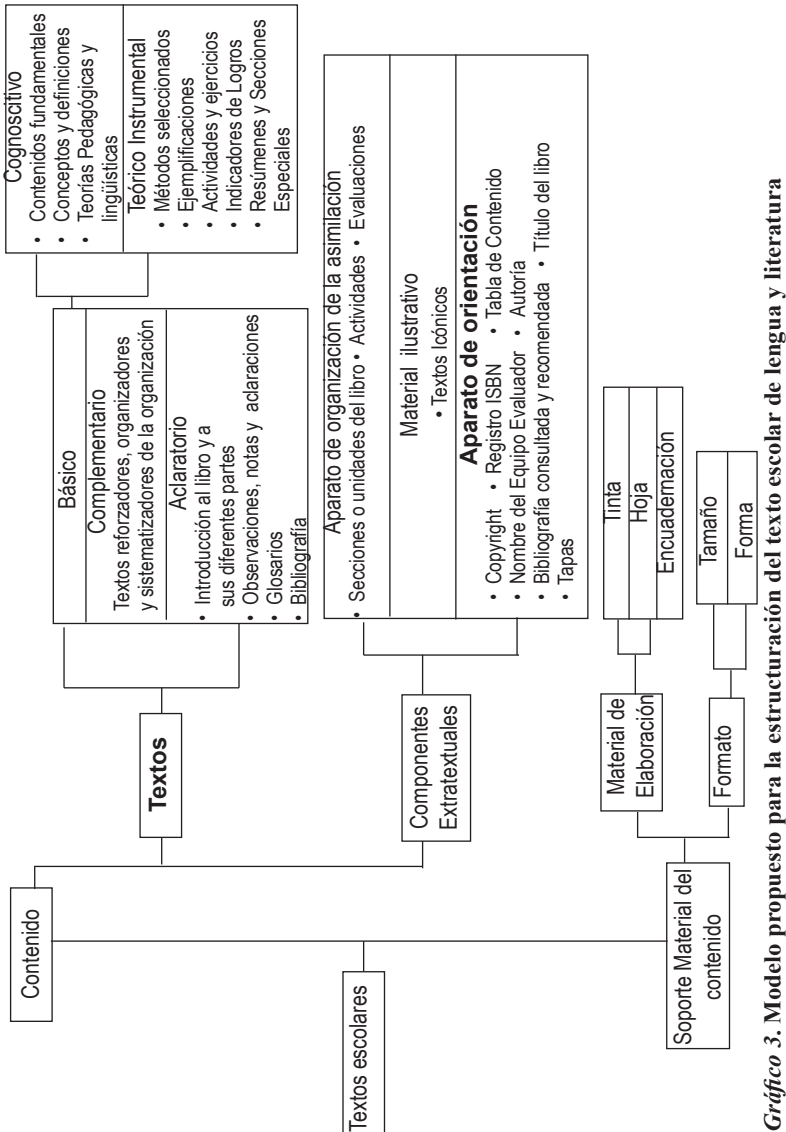 Textos escolares
Contenido
Soporte Material del
contenido
Textos
Componentes
Extratextuales
Material de
Elaboración
Formato
Básico
Complementario
Textos reforzadores, organizadores
y sistematizadores de la organización
Aclaratorio
• Introducción al libro y a
sus diferentes partes
• Observaciones, notas y aclaraciones
• Glosarios
• Bibliografía
Cognoscitivo
• Contenidos fundamentales
• Conceptos y definiciones
• Teorías Pedagógicas y
lingüísticas
Teórico Instrumental
• Métodos seleccionados
• Ejemplificaciones
• Actividades y ejercicios
• Indicadores de Logros
• Resúmenes y Secciones
Especiales
Aparato de organización de la asimilación
• Secciones o unidades del libro • Actividades • Evaluaciones
Material ilustrativo
• Textos Icónicos
Aparato de orientación
• Copyright • Registro ISBN • Tabla de Contenido
• Nombre del Equipo Evaluador • Autoría
• Bibliografía consultada y recomendada • Título del libro
• Tapas
Tinta
Hoja
Encuadernación
Tamaño
Forma
Gráfico 3. Modelo propuesto para la estructuración del texto escolar de lengua y literatura